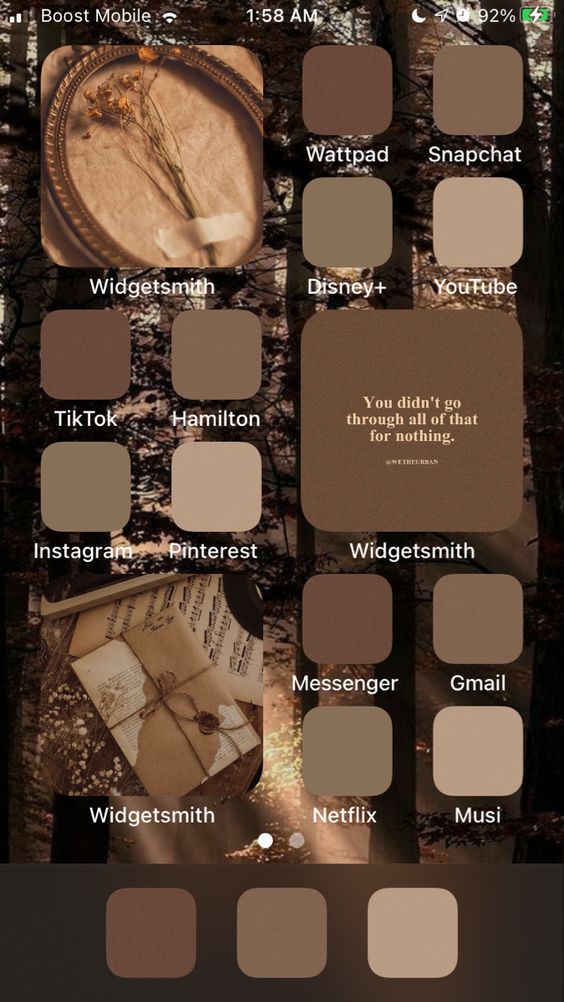 Boost Mobile 1:58 AM 92%
Wattpad Snapchat
Widgetsmith Disney+ YouTube
TikTok Hamilton
You didn't go
through all of that
for nothing.
@WETHEURBAN
Instagram Pinterest Widgetsmith
Messenger Gmail
Widgetsmith Netflix Musi